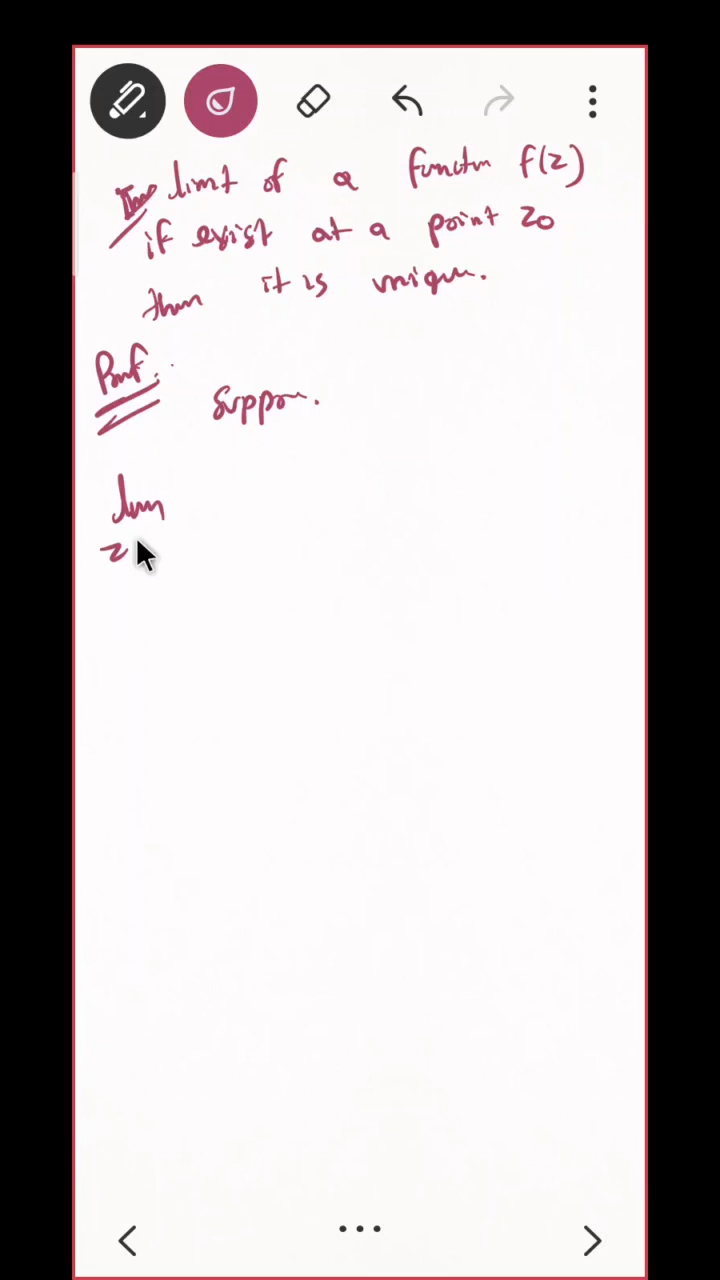 Thm limit of a function f(z)
if exist at a point z₀
then it is unique.
Proof:
Suppose.
lim
z